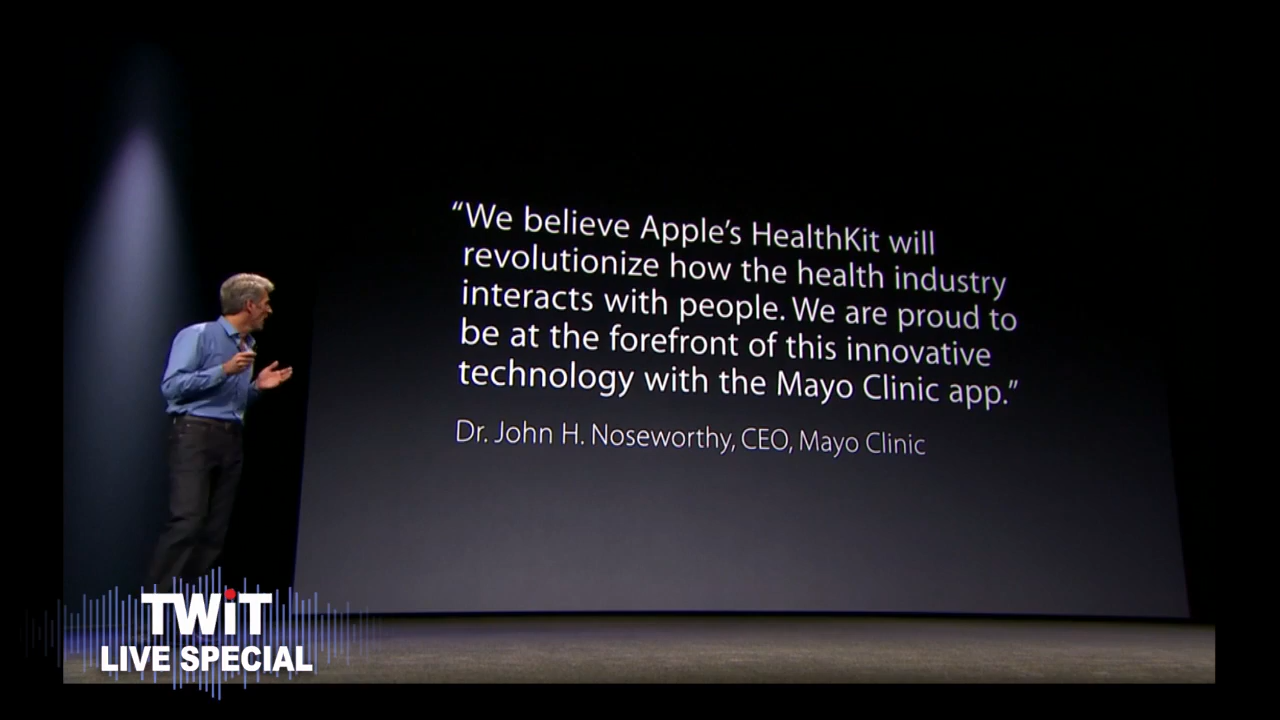 “We believe Apple’s HealthKit will
revolutionize how the health industry
interacts with people. We are proud to
be at the forefront of this innovative
technology with the Mayo Clinic app.”
Dr. John H. Noseworthy, CEO, Mayo Clinic
TWiT
LIVE SPECIAL